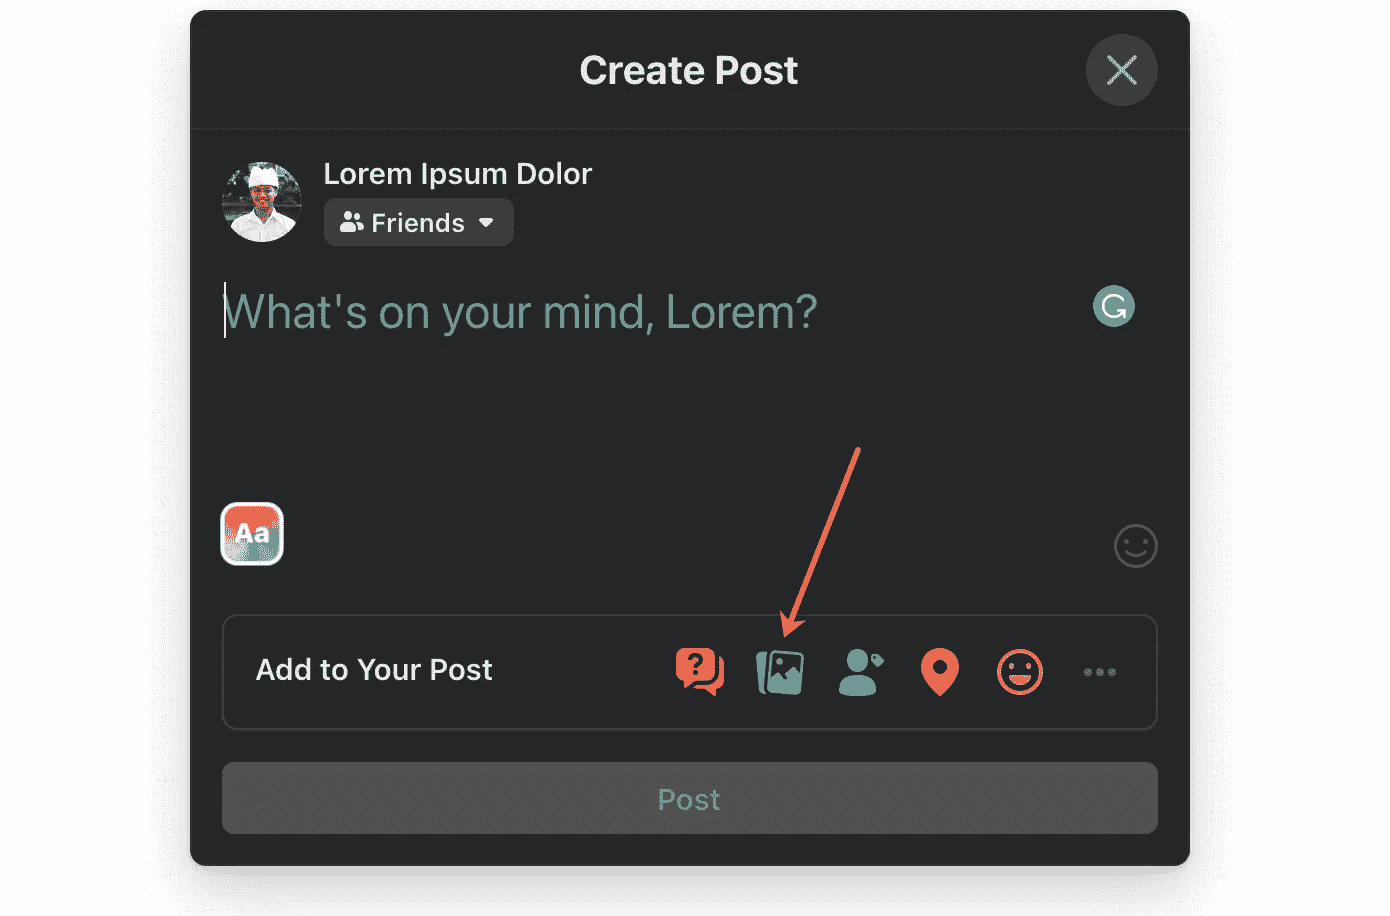 Create Post
Lorem Ipsum Dolor
Friends
What's on your mind, Lorem?
G
Aa
Add to Your Post
?
Post